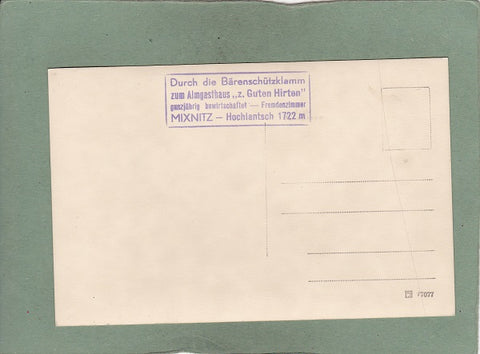 Durch die Bärenschützklamm
zum Almgasthaus „z. Guten Hirten"
ganzjährig bewirtschaftet — Fremdenzimmer
MIXNITZ — Hochlantsch 1722 m